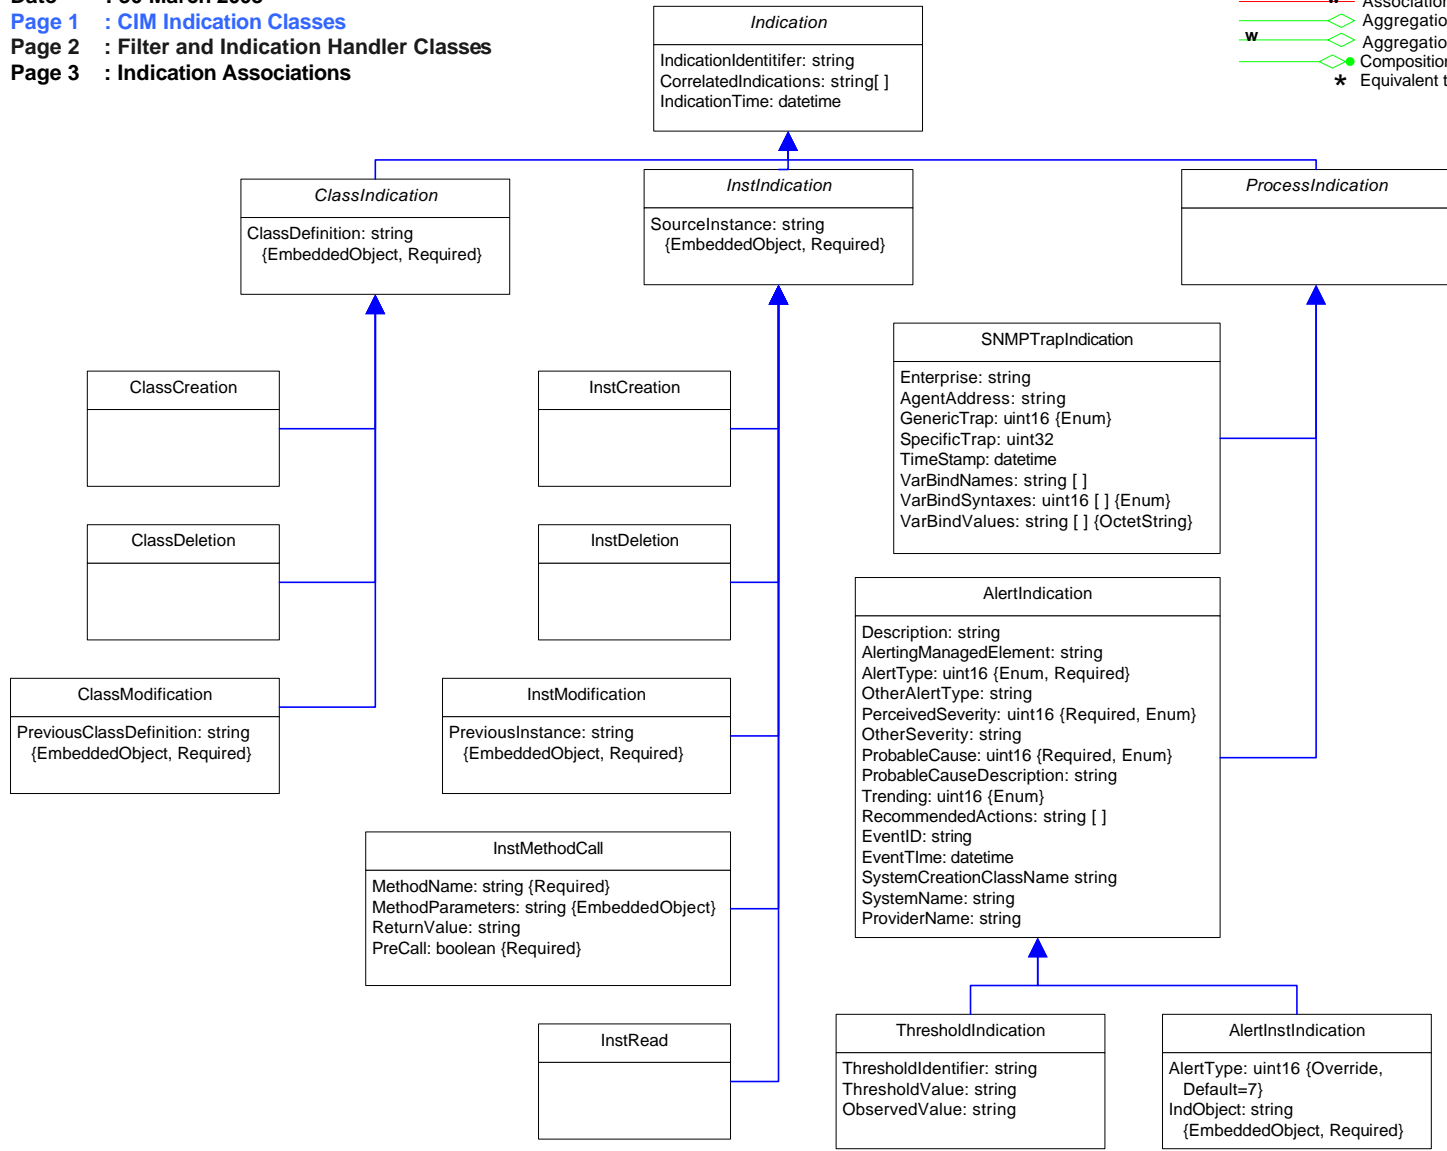 Page 1 : CIM Indication Classes
Page 2 : Filter and Indication Handler Classes
Page 3 : Indication Associations
w
Equivalent t
*
Indication
IndicationIdentitifer: string
CorrelatedIndications: string[ ]
IndicationTime: datetime
ClassIndication
ClassDefinition: string
{EmbeddedObject, Required}
InstIndication
SourceInstance: string
{EmbeddedObject, Required}
ProcessIndication
SNMPTrapIndication
Enterprise: string
AgentAddress: string
GenericTrap: uint16 {Enum}
SpecificTrap: uint32
TimeStamp: datetime
VarBindNames: string [ ]
VarBindSyntaxes: uint16 [ ] {Enum}
VarBindValues: string [ ] {OctetString}
ClassCreation
InstCreation
ClassDeletion
InstDeletion
AlertIndication
Description: string
AlertingManagedElement: string
AlertType: uint16 {Enum, Required}
OtherAlertType: string
PerceivedSeverity: uint16 {Required, Enum}
OtherSeverity: string
ProbableCause: uint16 {Required, Enum}
ProbableCauseDescription: string
Trending: uint16 {Enum}
RecommendedActions: string [ ]
EventID: string
EventTIme: datetime
SystemCreationClassName string
SystemName: string
ProviderName: string
ClassModification
PreviousClassDefinition: string
{EmbeddedObject, Required}
InstModification
PreviousInstance: string
{EmbeddedObject, Required}
InstMethodCall
MethodName: string {Required}
MethodParameters: string {EmbeddedObject}
ReturnValue: string
PreCall: boolean {Required}
InstRead
ThresholdIndication
ThresholdIdentifier: string
ThresholdValue: string
ObservedValue: string
AlertInstIndication
AlertType: uint16 {Override,
Default=7}
IndObject: string
{EmbeddedObject, Required}